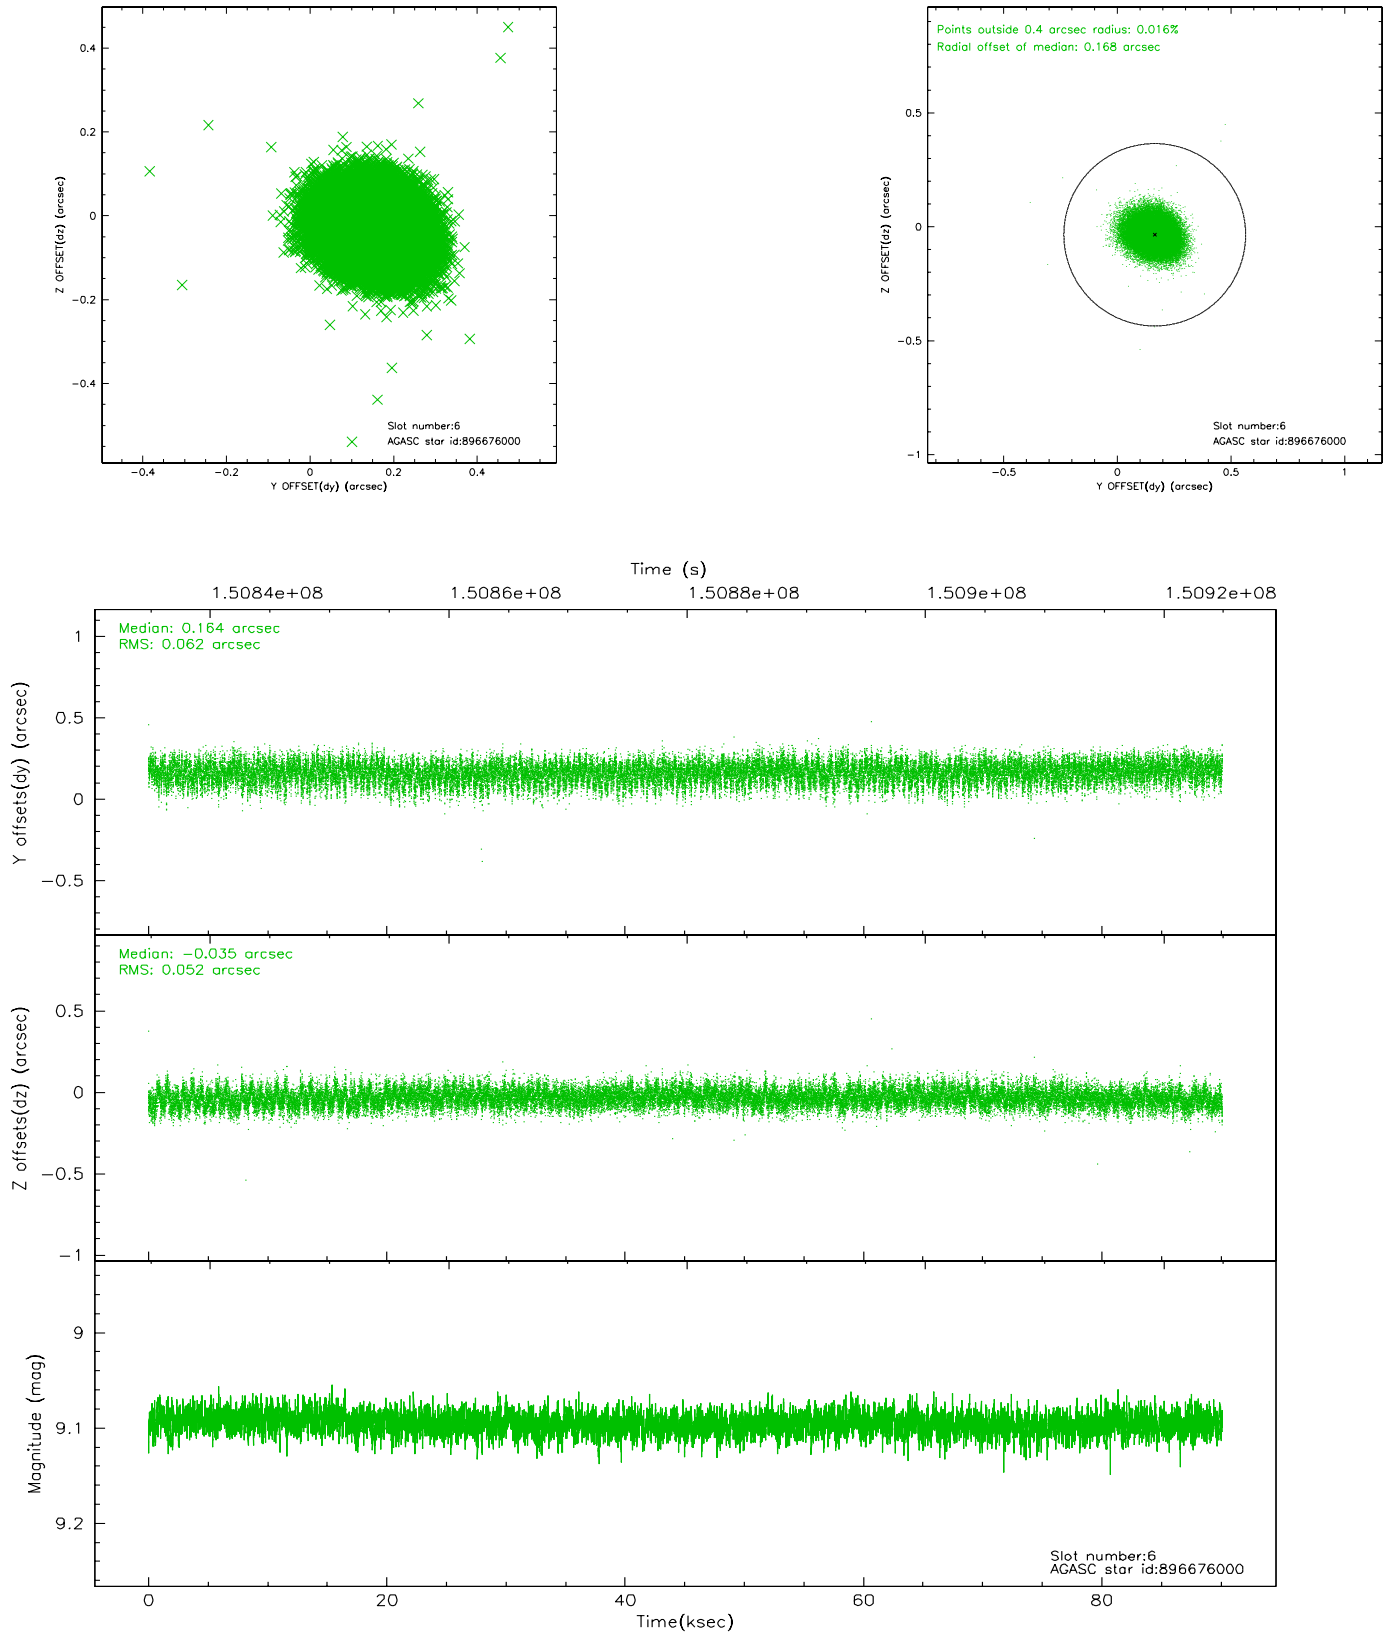 0.4
0.2
0
−0.2
−0.4
Z OFFSET(dz) (arcsec)
Slot number:6
AGASC star id:896676000
−0.4 −0.2 0 0.2 0.4
Y OFFSET(dy) (arcsec)
Points outside 0.4 arcsec radius: 0.016%
Radial offset of median: 0.168 arcsec
0.5
0
−0.5
−1
Z OFFSET(dz) (arcsec)
Slot number:6
AGASC star id:896676000
−0.5 0 0.5 1
Y OFFSET(dy) (arcsec)
Time (s)
1.5084e+08 1.5086e+08 1.5088e+08 1.509e+08 1.5092e+08
Median: 0.164 arcsec
RMS: 0.062 arcsec
1
0.5
0
−0.5
Y offsets(dy) (arcsec)
Median: −0.035 arcsec
RMS: 0.052 arcsec
0.5
0
−0.5
−1
Z offsets(dz) (arcsec)
9
9.1
9.2
Magnitude (mag)
Slot number:6
AGASC star id:896676000
0 20 40 60 80
Time(ksec)